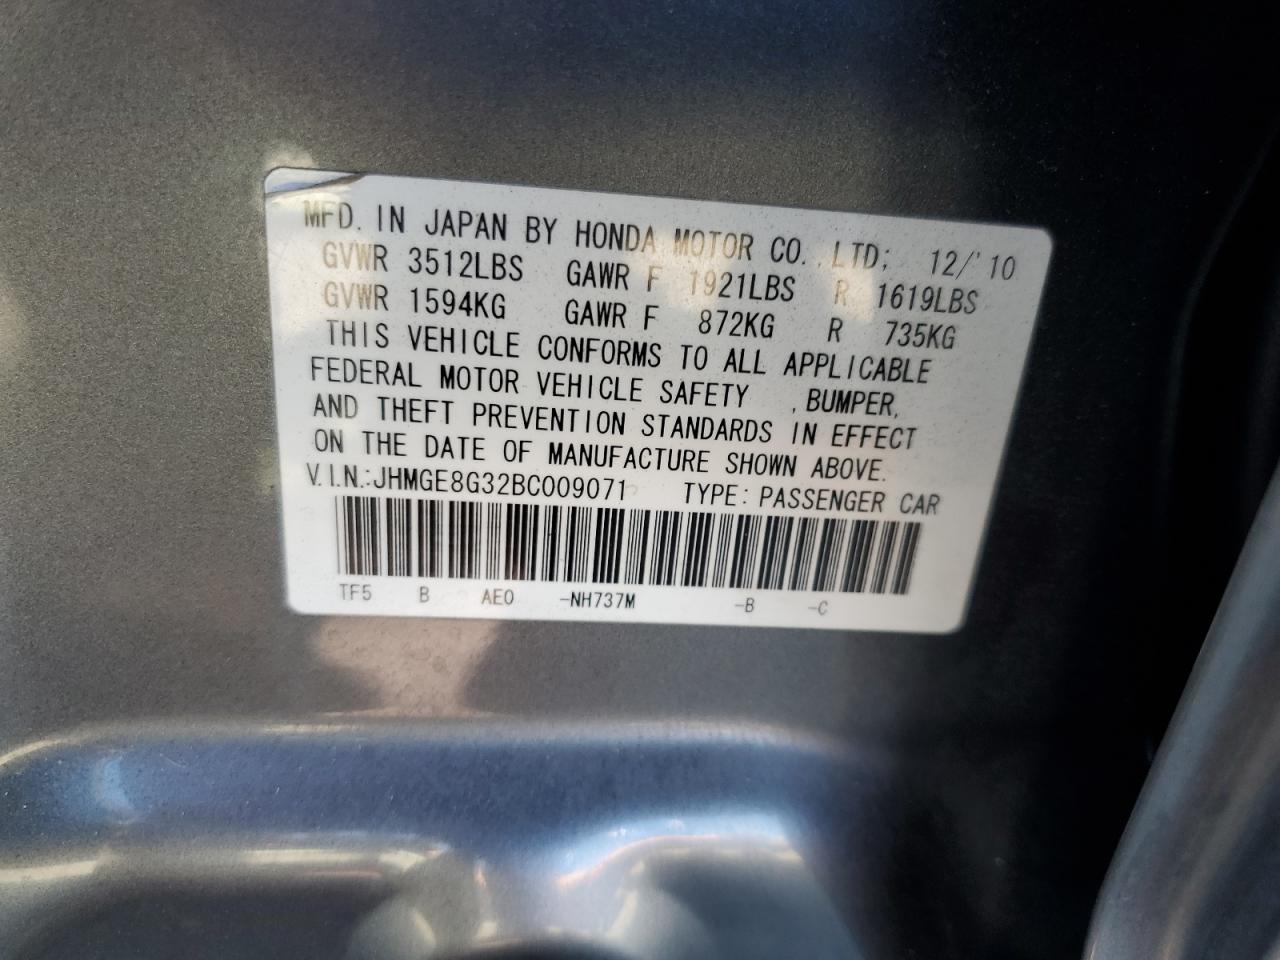 MFD. IN JAPAN BY HONDA MOTOR CO., LTD; 12/'10
GVWR 3512LBS GAWR F 1921LBS R 1619LBS
GVWR 1594KG GAWR F 872KG R 735KG
THIS VEHICLE CONFORMS TO ALL APPLICABLE
FEDERAL MOTOR VEHICLE SAFETY , BUMPER,
AND THEFT PREVENTION STANDARDS IN EFFECT
ON THE DATE OF MANUFACTURE SHOWN ABOVE.
V.I.N.:JHMGE8G32BC009071 TYPE: PASSENGER CAR
TF5 B AE0 -NH737M -B -C